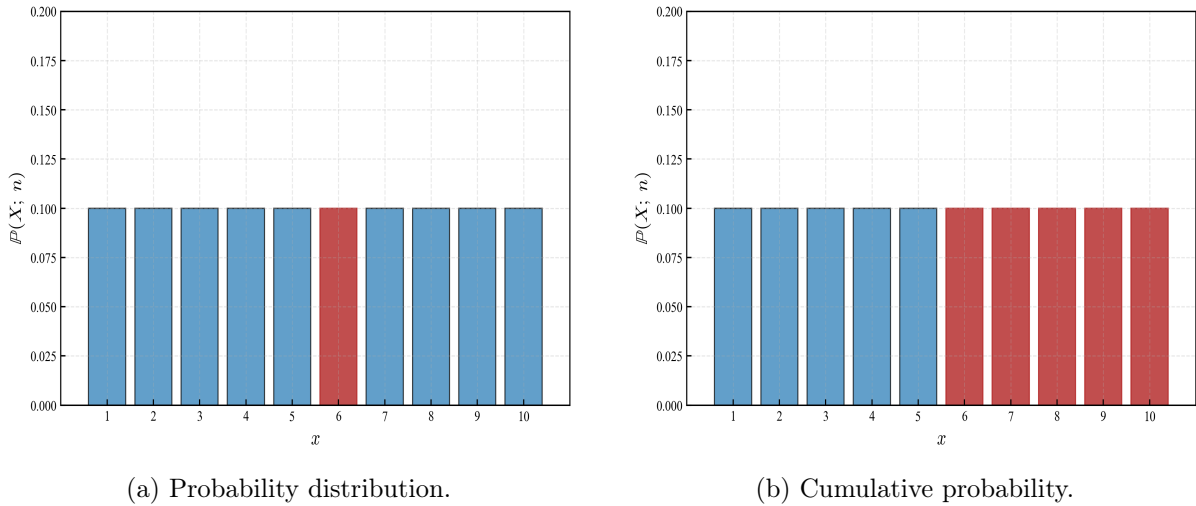 0.200
0.175
0.150
0.125
0.100
0.075
0.050
0.025
0.000
ℙ(X; n)
1 2 3 4 5 6 7 8 9 10
x
(a) Probability distribution.
0.200
0.175
0.150
0.125
0.100
0.075
0.050
0.025
0.000
ℙ(X; n)
1 2 3 4 5 6 7 8 9 10
x
(b) Cumulative probability.